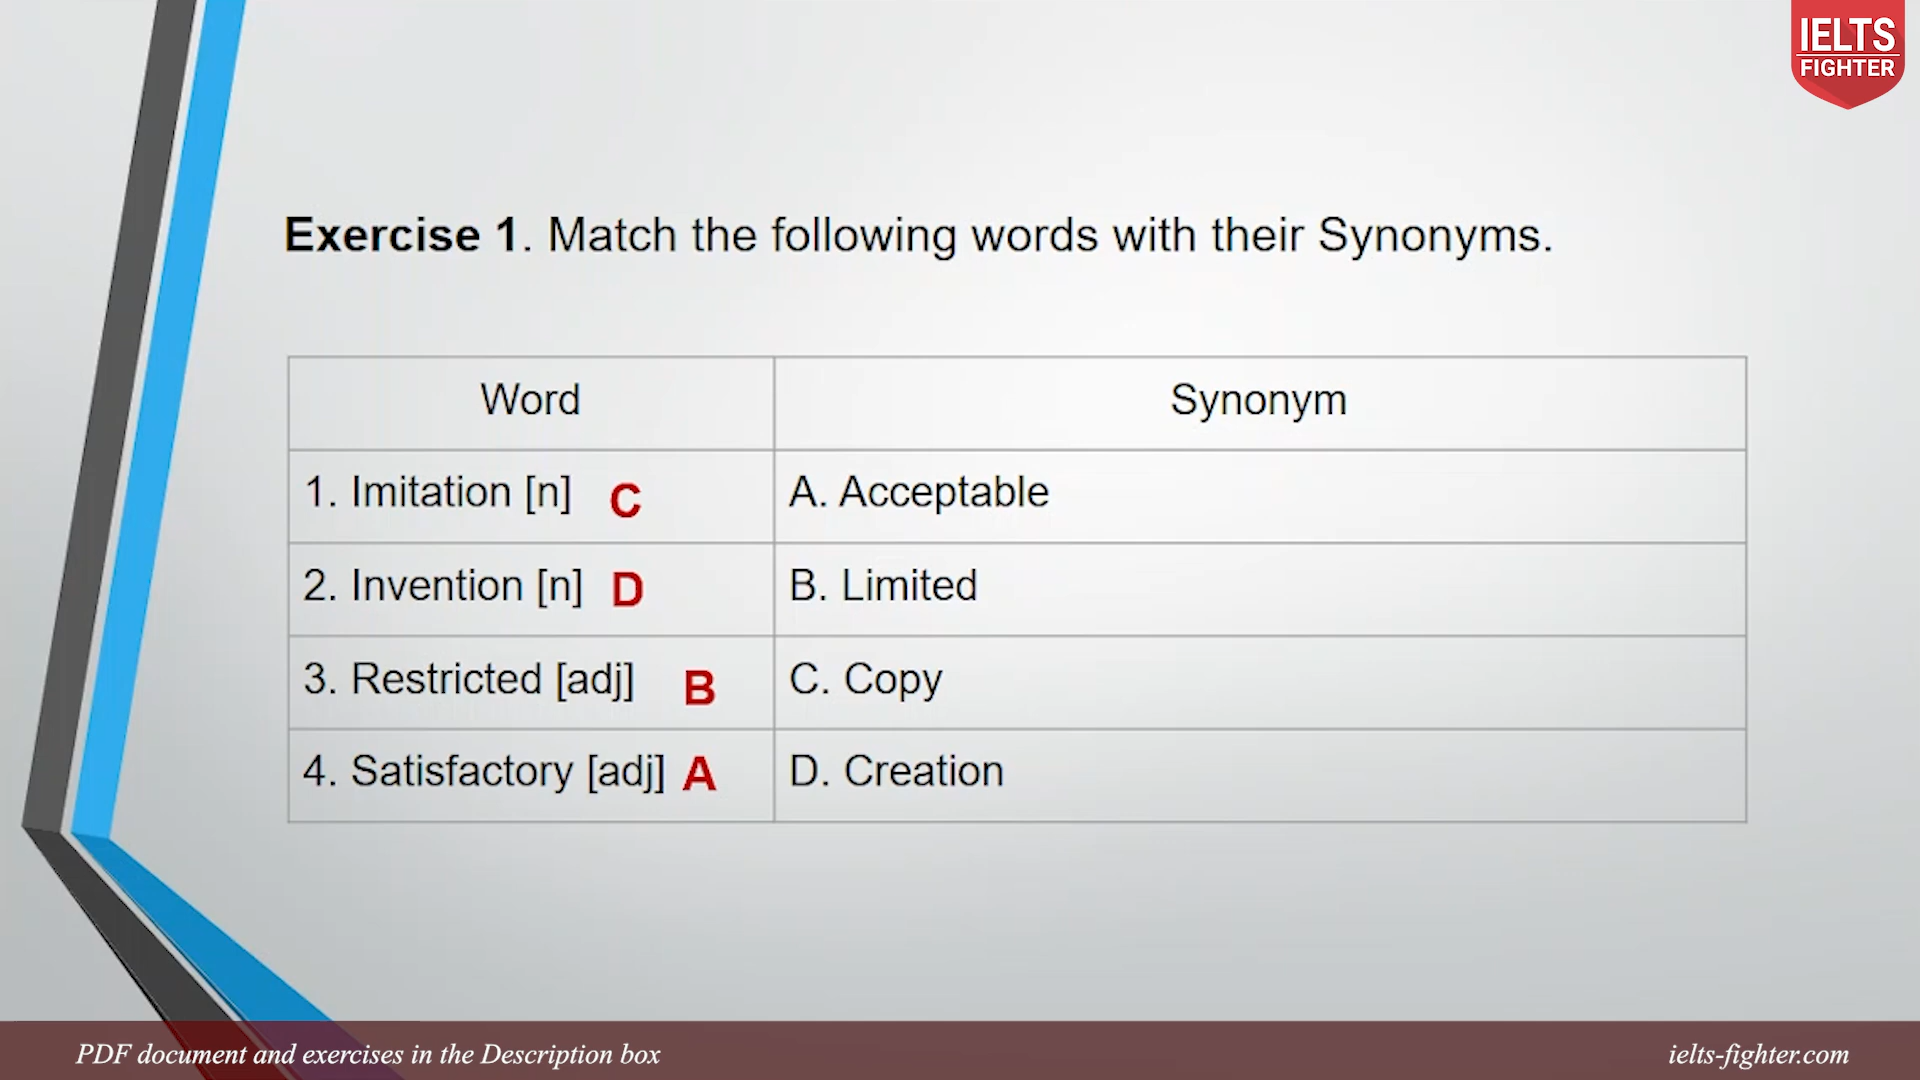 IELTS
FIGHTER
Exercise 1. Match the following words with their Synonyms.
Word Synonym
1. Imitation [n] C A. Acceptable
2. Invention [n] D B. Limited
3. Restricted [adj] B C. Copy
4. Satisfactory [adj] A D. Creation
PDF document and exercises in the Description box ielts-fighter.com